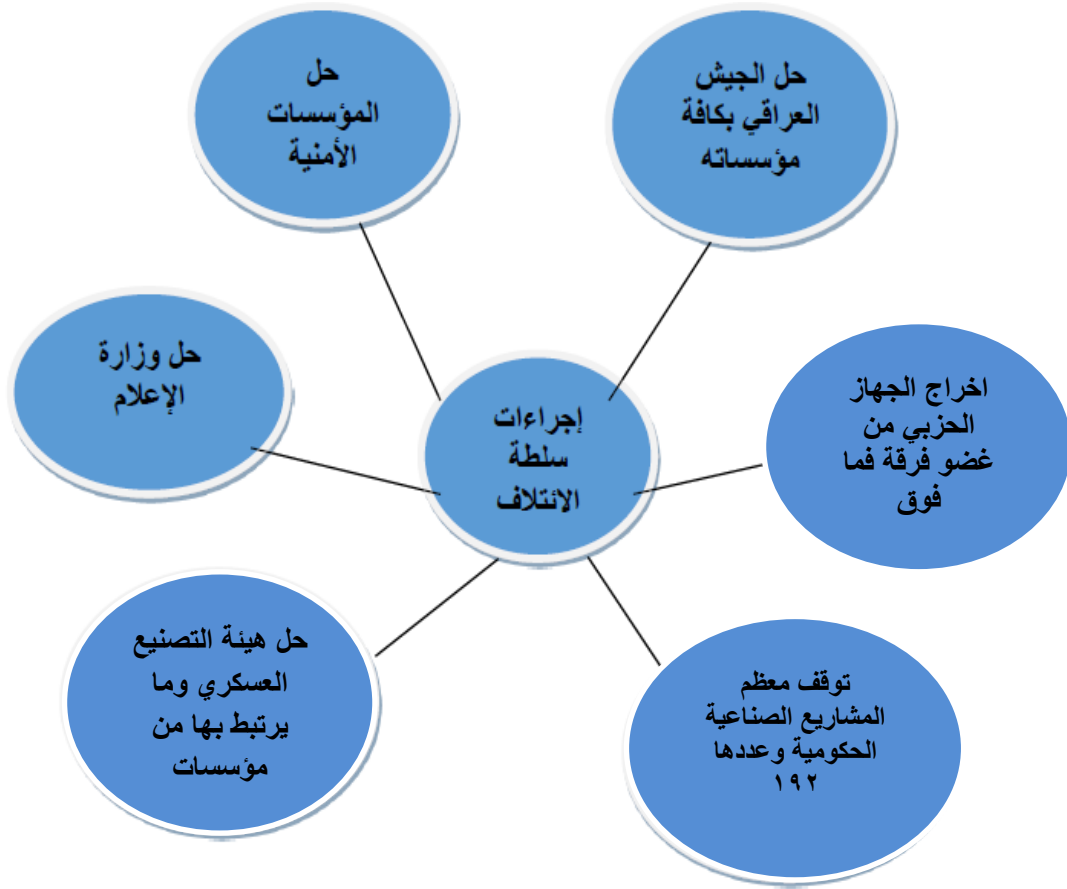 حل
المؤسسات
الأمنية
حل الجيش
العراقي بكافة
مؤسساته
حل وزارة
الإعلام
إجراءات
سلطة
الائتلاف
اخراج الجهاز
الحزبي من
غضو فرقة فما
فوق
حل هيئة التصنيع
العسكري وما
يرتبط بها من
مؤسسات
توقف معظم
المشاريع الصناعية
الحكومية وعددها
١٩٢